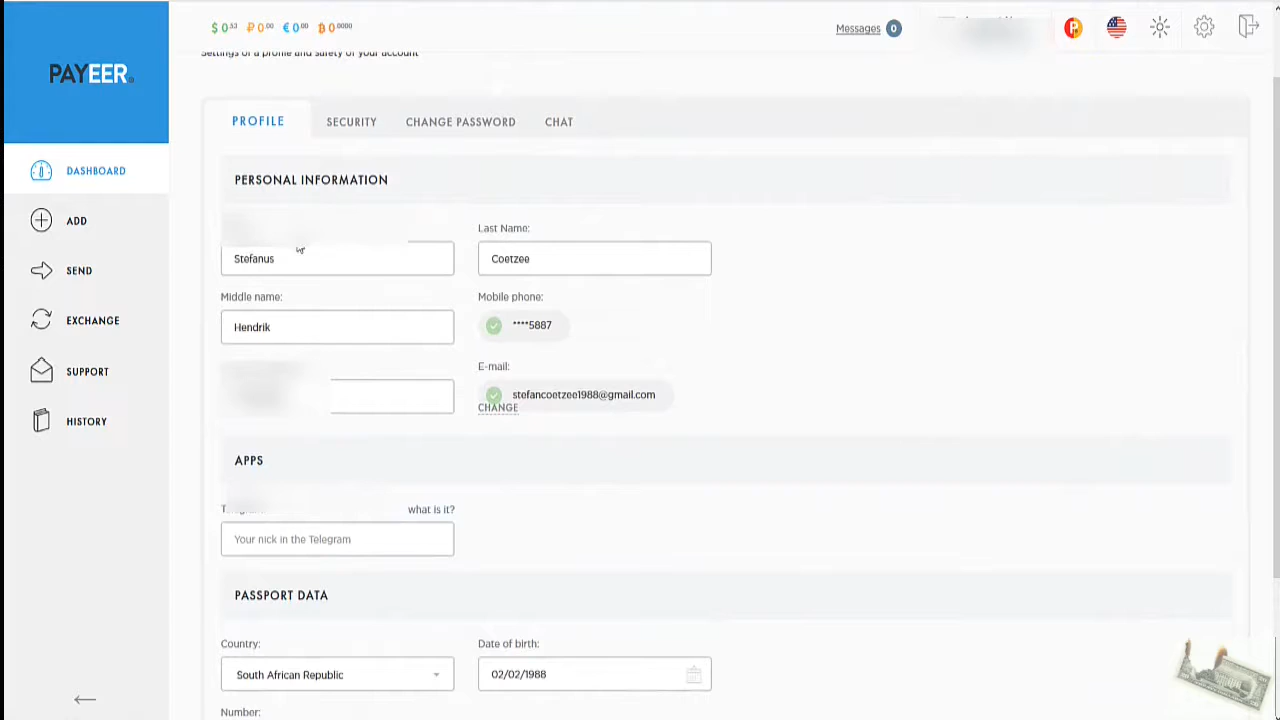 $ 0.53 ₽ 0.00 € 0.00 ₿ 0.0000
Messages 0
Settings of a profile and safety of your account
PAYEER
PROFILE SECURITY CHANGE PASSWORD CHAT
DASHBOARD
ADD
SEND
EXCHANGE
SUPPORT
HISTORY
PERSONAL INFORMATION
Last Name:
Stefanus Coetzee
Middle name: Mobile phone:
Hendrik ****5887
E-mail:
stefancoetzee1988@gmail.com
CHANGE
APPS
what is it?
Your nick in the Telegram
PASSPORT DATA
Country: Date of birth:
South African Republic 02/02/1988
Number: